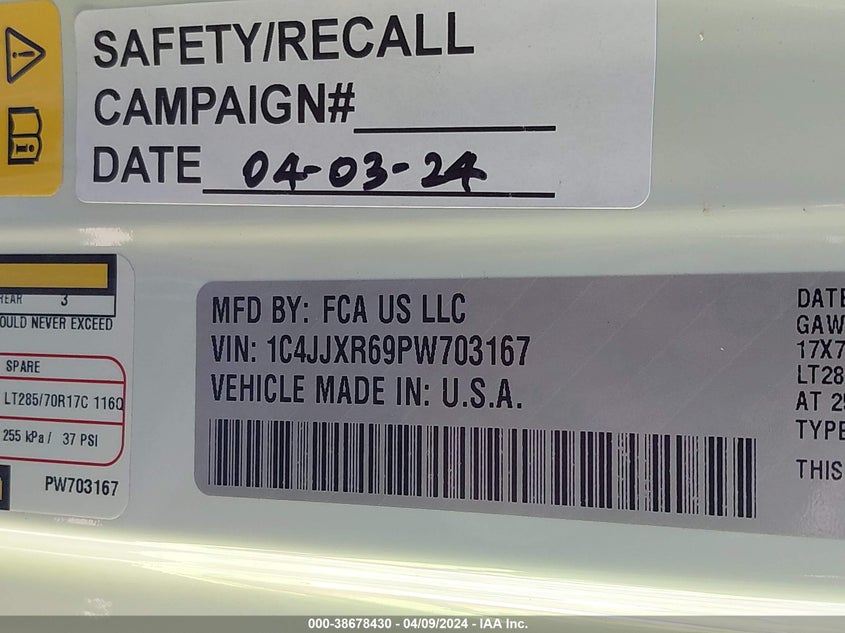 SAFETY/RECALL
CAMPAIGN#
DATE 04-03-24
REAR 3
OULD NEVER EXCEED
SPARE
LT285/70R17C 116Q
255 kPa / 37 PSI
PW703167
MFD BY: FCA US LLC
VIN: 1C4JJXR69PW703167
VEHICLE MADE IN: U.S.A.
DATE
GAW
17X7
LT28
AT 25
TYPE
THIS
000-38678430 - 04/09/2024 - IAA Inc.